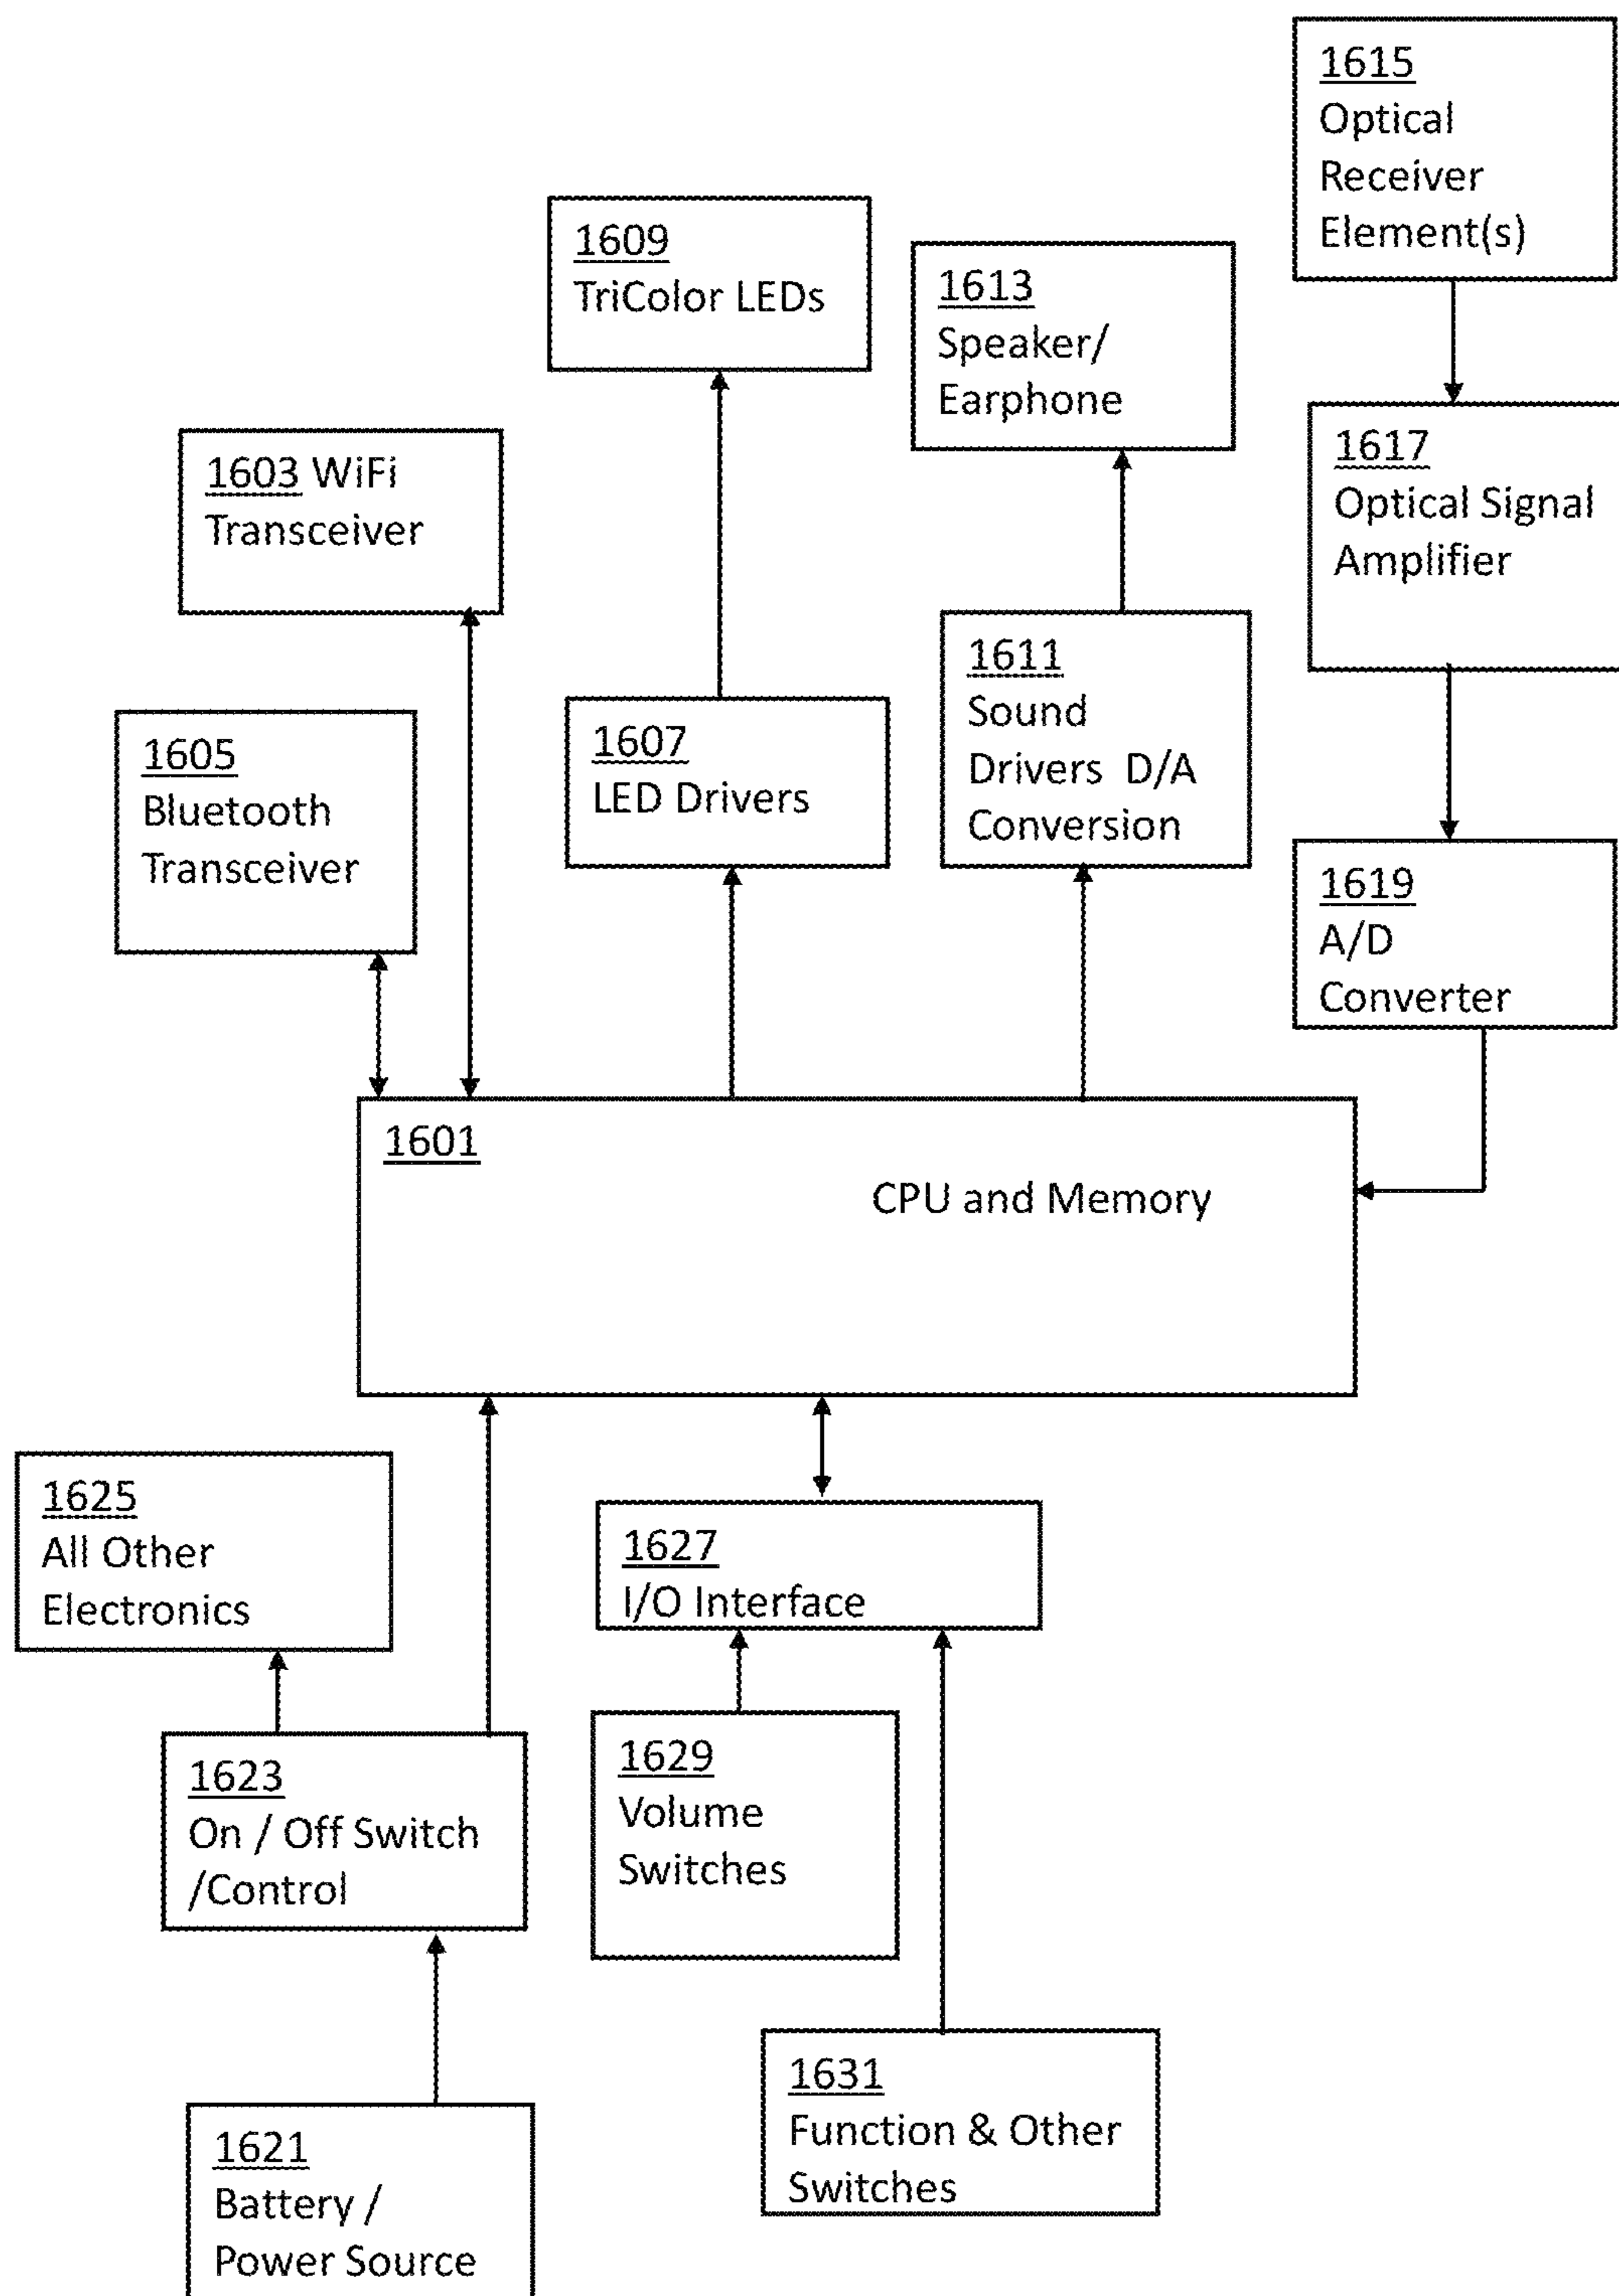 1615
Optical
Receiver
Element(s)
1609
TriColor LEDs
1613
Speaker/
Earphone
1603 WiFi
Transceiver
1617
Optical Signal
Amplifier
1611
Sound
Drivers D/A
Conversion
1605
Bluetooth
Transceiver
1607
LED Drivers
1619
A/D
Converter
1601
CPU and Memory
1625
All Other
Electronics
1627
I/O Interface
1623
On / Off Switch
/Control
1629
Volume
Switches
1631
Function & Other
Switches
1621
Battery /
Power Source